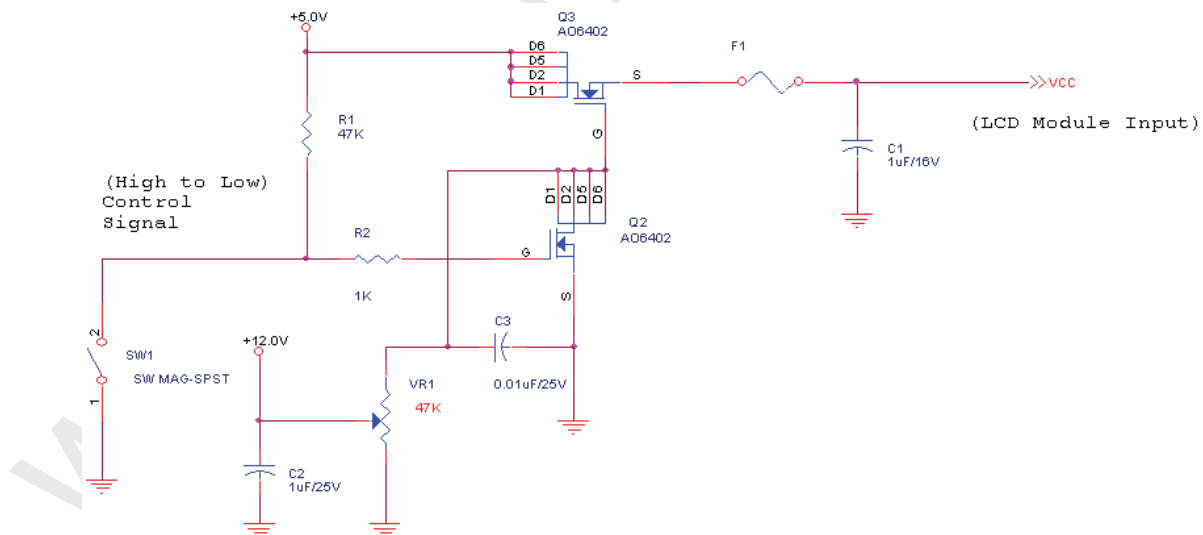 +5.0V
Q3
AO6402
D6
D5
D2
D1
S
G
F1
VCC
(LCD Module Input)
C1
1uF/16V
R1
47K
(High to Low)
Control
Signal
R2
1K
D1
D2
D5
D6
Q2
AO6402
G
S
2
SW1
SW MAG-SPST
1
+12.0V
C3
0.01uF/25V
VR1
47K
C2
1uF/25V